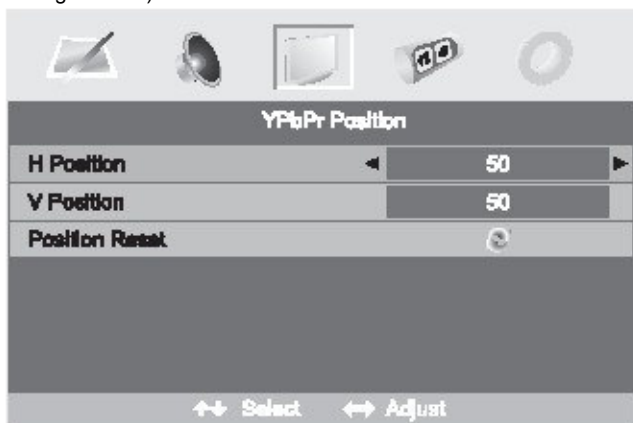 YPbPr Position
H Position 50
V Position 50
Position Reset
Select Adjust